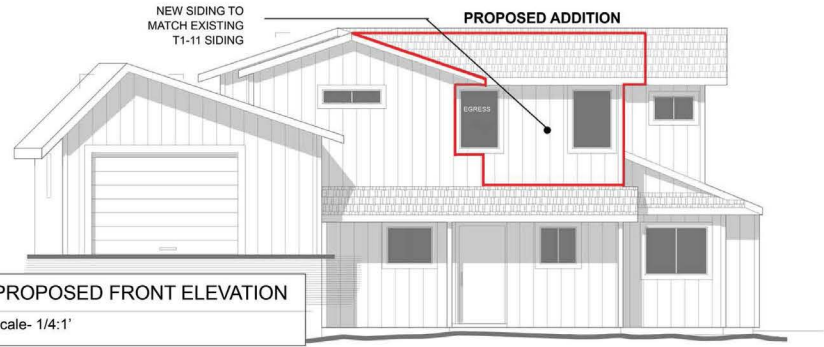 NEW SIDING TO
MATCH EXISTING
T1-11 SIDING
PROPOSED ADDITION
EGRESS
PROPOSED FRONT ELEVATION
cale- 1/4:1'